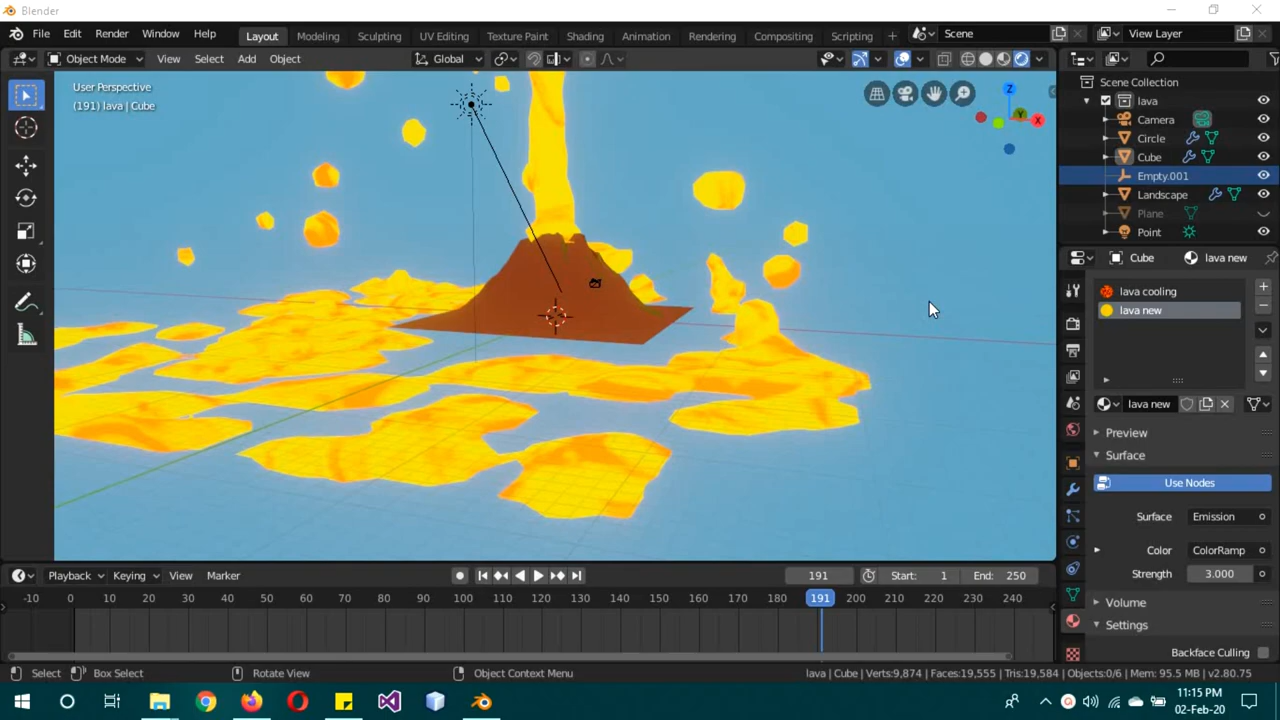 Blender
File Edit Render Window Help Layout Modeling Sculpting UV Editing Texture Paint Shading Animation Rendering Compositing Scripting + Scene View Layer
Object Mode View Select Add Object Global
User Perspective
(191) lava | Cube
Z
Y
X
Scene Collection
lava
Camera
Circle
Cube
Empty.001
Landscape
Plane
Point
Cube lava new
lava cooling
lava new
lava new
Preview
Surface
Use Nodes
Surface Emission
Color ColorRamp
Strength 3.000
Volume
Settings
Backface Culling
Playback Keying View Marker 191 Start: 1 End: 250
-10 0 10 20 30 40 50 60 70 80 90 100 110 120 130 140 150 160 170 180 191 200 210 220 230 240
Select Box Select Rotate View Object Context Menu lava | Cube | Verts:9,874 | Faces:19,555 | Tris:19,584 | Objects:0/6 | Mem: 95.5 MB | v2.80.75
11:15 PM
02-Feb-20